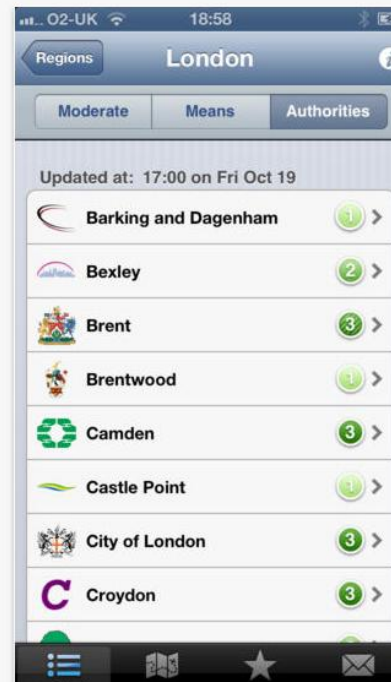 O2-UK 18:58
Regions London
Moderate Means Authorities
Updated at: 17:00 on Fri Oct 19
Barking and Dagenham 1
Bexley 2
Brent 3
Brentwood 1
Camden 3
Castle Point 1
City of London 3
C Croydon 3